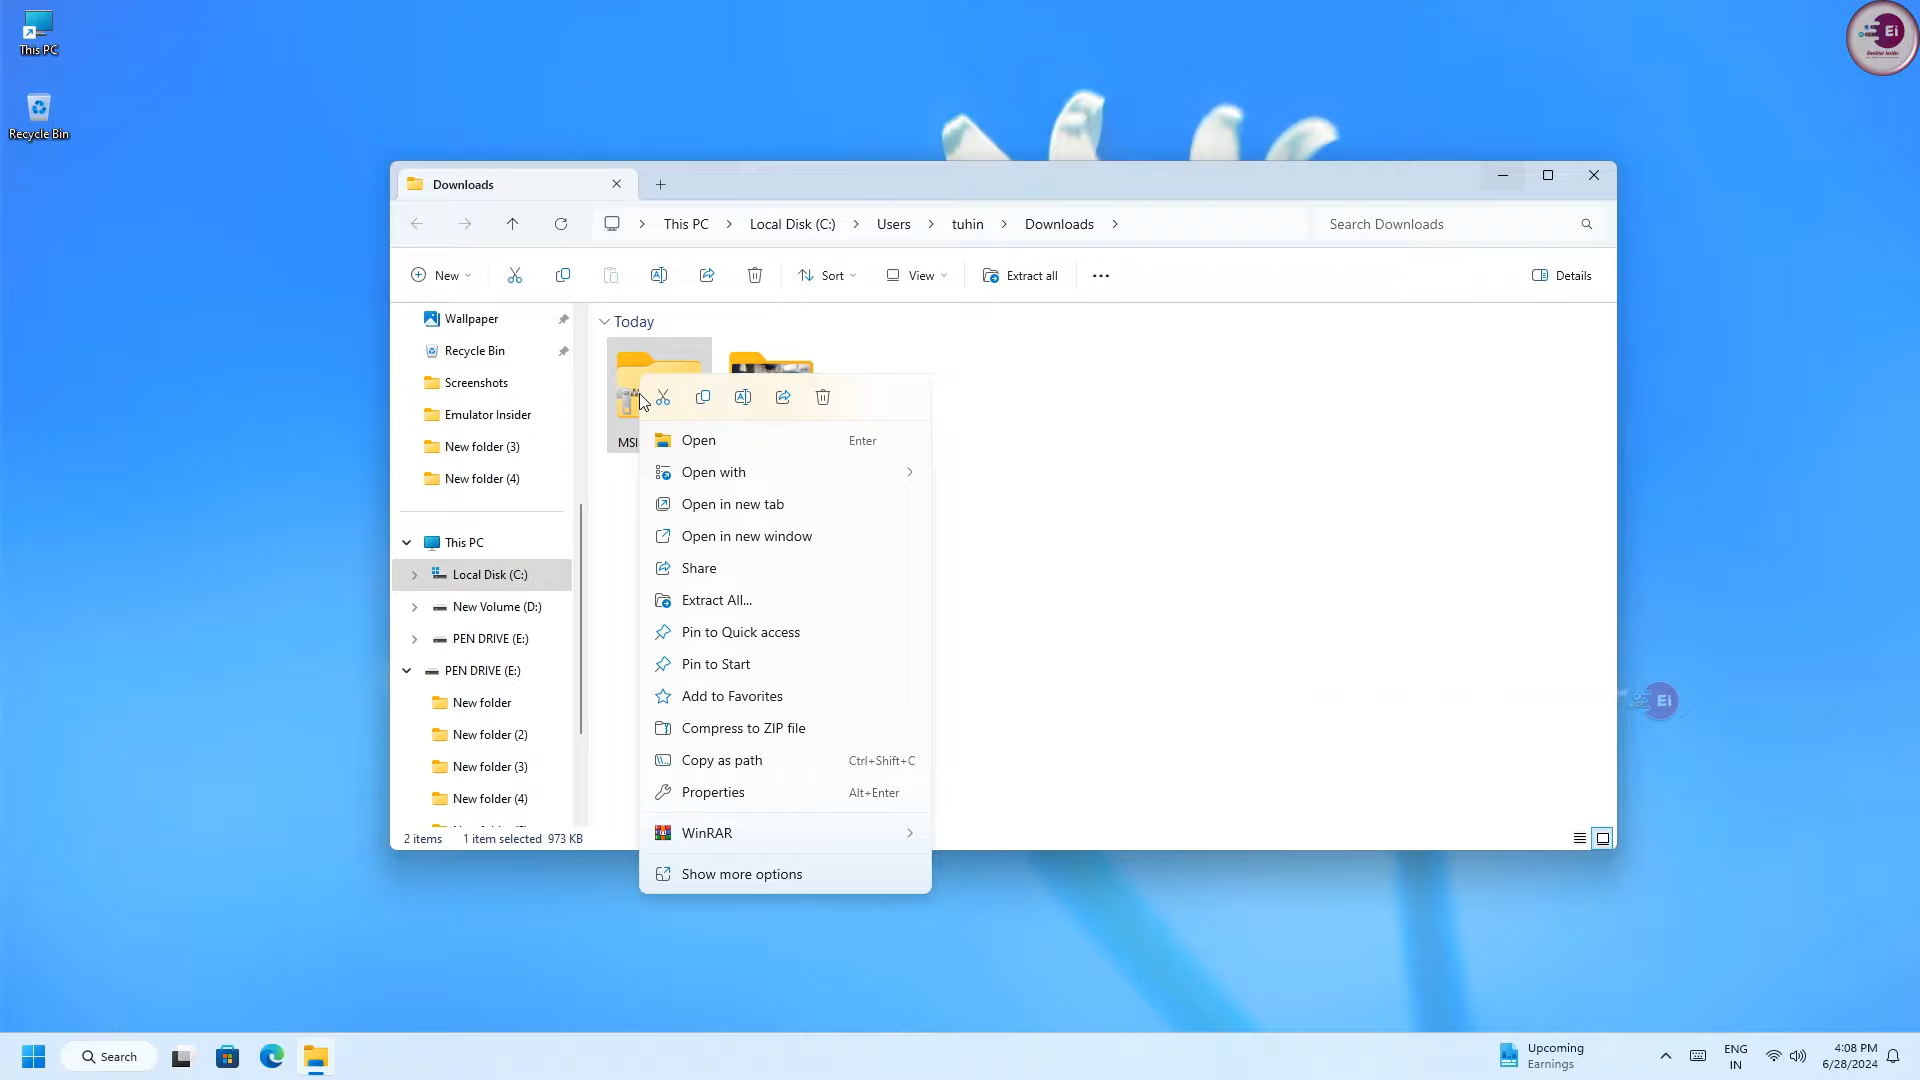 This PC
Recycle Bin
Ei
Downloads
This PC
Local Disk (C:)
Users
tuhin
Downloads
Search Downloads
New
Sort
View
Extract all
Details
Wallpaper
Recycle Bin
Screenshots
Emulator Insider
New folder (3)
New folder (4)
This PC
Local Disk (C:)
New Volume (D:)
PEN DRIVE (E:)
PEN DRIVE (E:)
New folder
New folder (2)
New folder (3)
New folder (4)
2 items 1 item selected 973 KB
Today
MSI
Open Enter
Open with
Open in new tab
Open in new window
Share
Extract All...
Pin to Quick access
Pin to Start
Add to Favorites
Compress to ZIP file
Copy as path Ctrl+Shift+C
Properties Alt+Enter
WinRAR
Show more options
Ei
Search
Upcoming
Earnings
ENG
IN
4:08 PM
6/28/2024